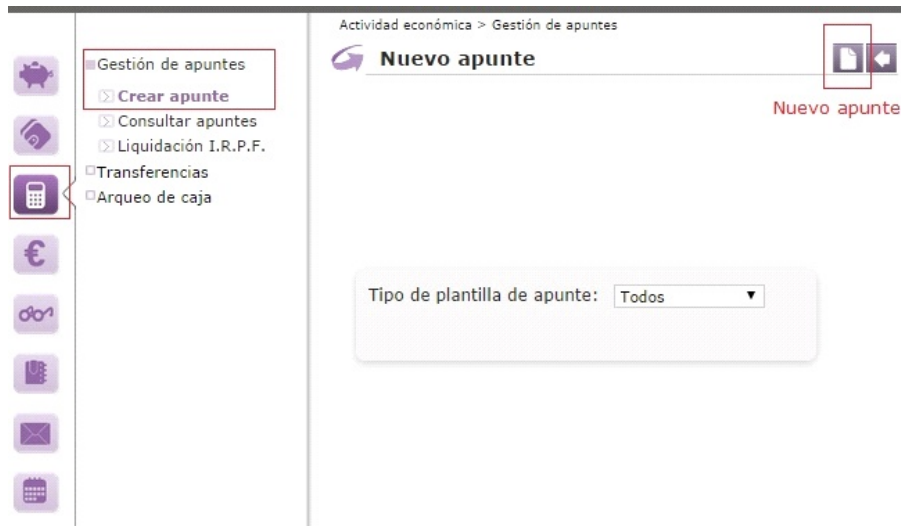 Actividad económica > Gestión de apuntes
Gestión de apuntes
Crear apunte
Consultar apuntes
Liquidación I.R.P.F.
Transferencias
Arqueo de caja
Nuevo apunte
Nuevo apunte
Tipo de plantilla de apunte: Todos
€